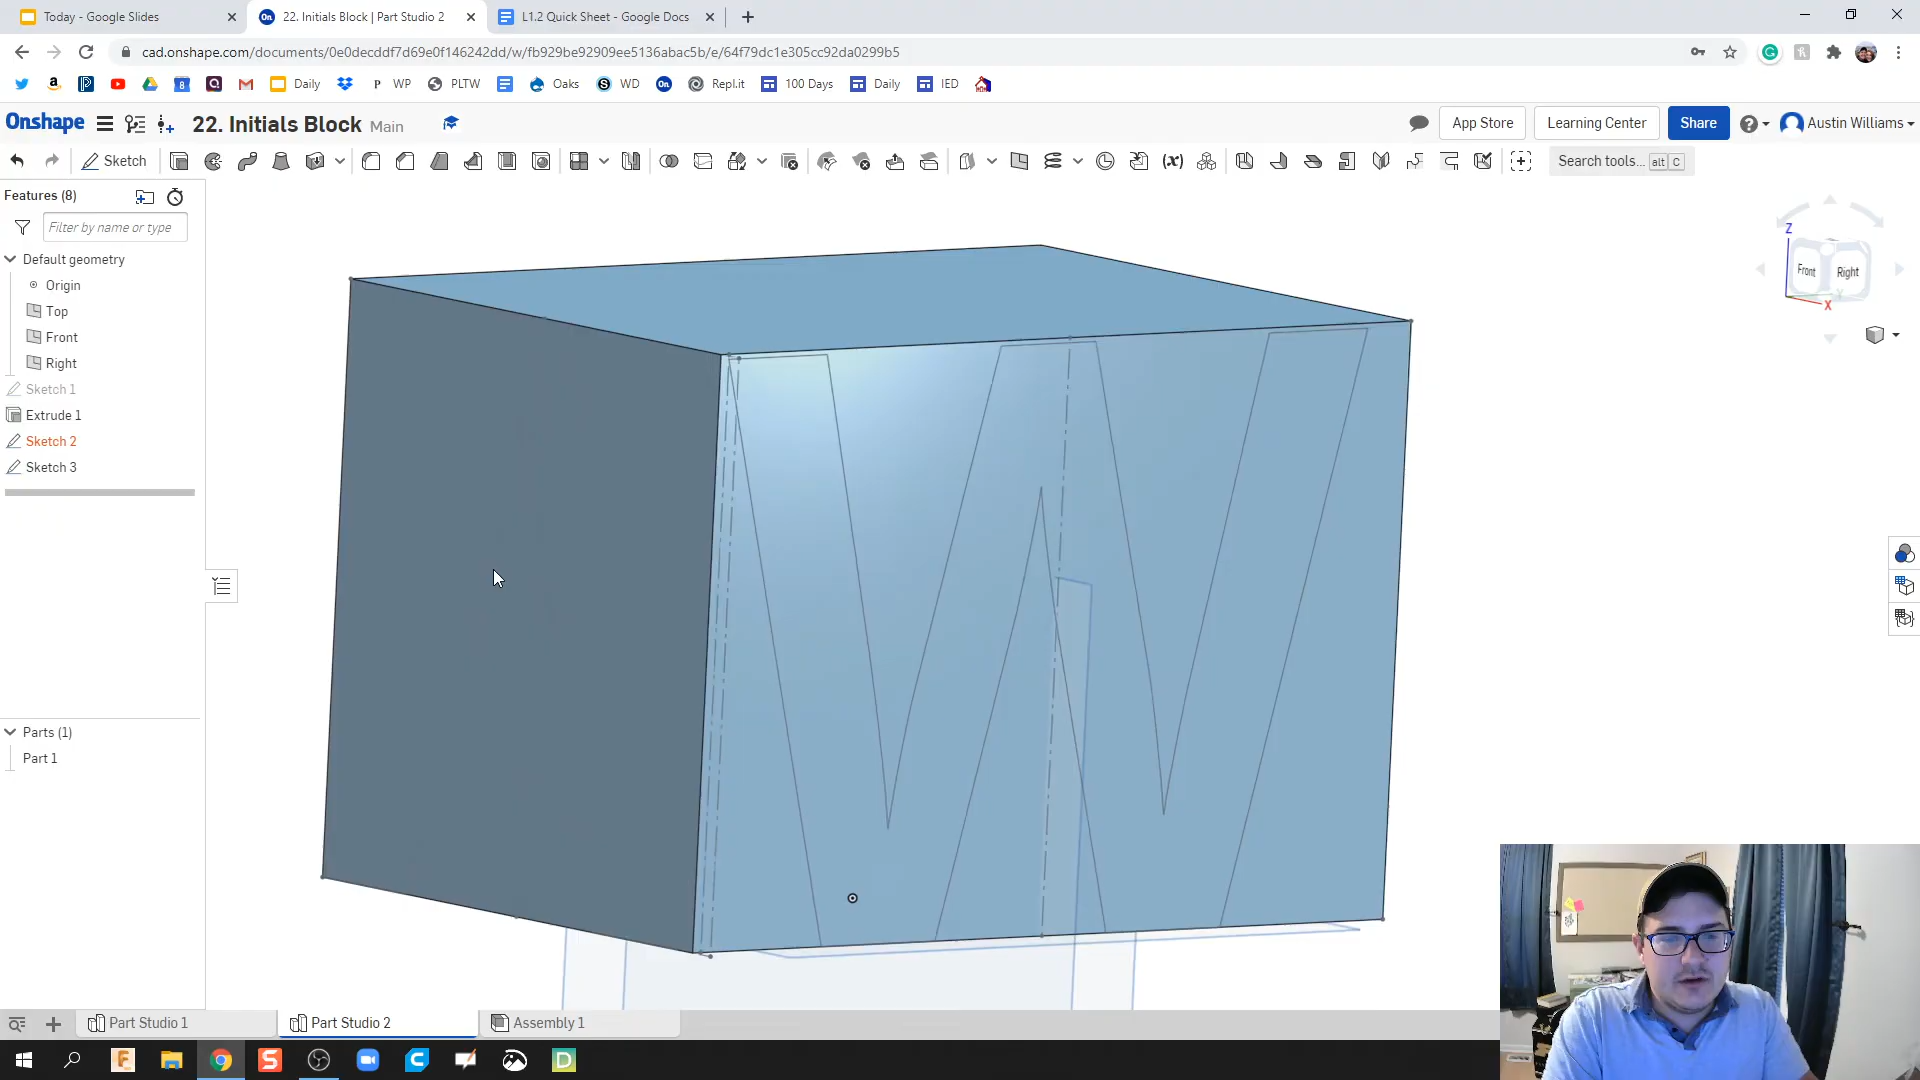 Today - Google Slides
22. Initials Block | Part Studio 2
L1.2 Quick Sheet - Google Docs
cad.onshape.com/documents/0e0decddf7d69e0f146242dd/w/fb929be92909ee5136abac5b/e/64f79dc1e305cc92da0299b5
Daily
P WP
PLTW
Oaks
WD
Repl.it
100 Days
Daily
IED
Onshape
22. Initials Block Main
App Store
Learning Center
Share
Austin Williams
Sketch
Search tools... alt C
Features (8)
Filter by name or type
Default geometry
Origin
Top
Front
Right
Sketch 1
Extrude 1
Sketch 2
Sketch 3
Parts (1)
Part 1
Z
Front
Right
X
Part Studio 1
Part Studio 2
Assembly 1